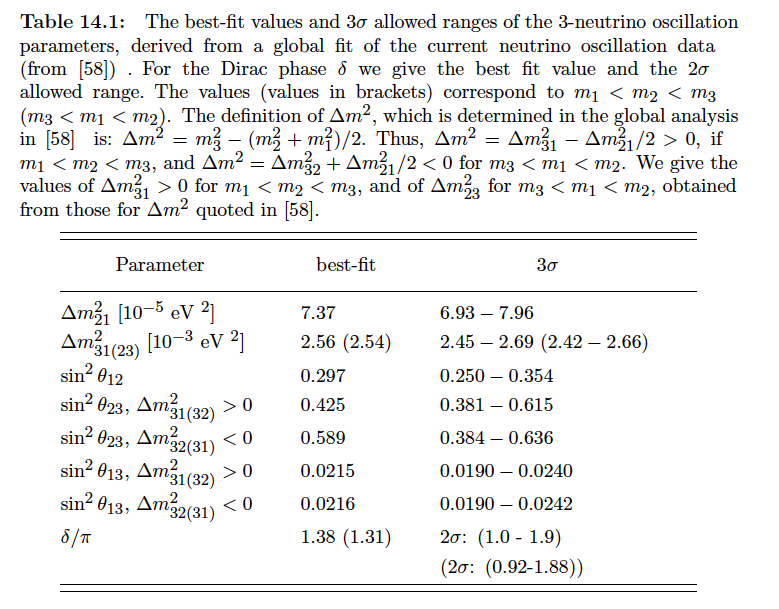 Table 14.1: The best-fit values and 3σ allowed ranges of the 3-neutrino oscillation
parameters, derived from a global fit of the current neutrino oscillation data
(from [58]) . For the Dirac phase δ we give the best fit value and the 2σ
allowed range. The values (values in brackets) correspond to m₁ < m₂ < m₃
(m₃ < m₁ < m₂). The definition of Δm², which is determined in the global analysis
in [58] is: Δm² = m₃² − (m₂² + m₁²)/2. Thus, Δm² = Δm₃₁² − Δm₂₁²/2 > 0, if
m₁ < m₂ < m₃, and Δm² = Δm₃₂² + Δm₂₁²/2 < 0 for m₃ < m₁ < m₂. We give the
values of Δm₃₁² > 0 for m₁ < m₂ < m₃, and of Δm₂₃² for m₃ < m₁ < m₂, obtained
from those for Δm² quoted in [58].
Parameter best-fit 3σ
Δm₂₁² [10⁻⁵ eV ²] 7.37 6.93 – 7.96
Δm₃₁₍₂₃₎² [10⁻³ eV ²] 2.56 (2.54) 2.45 – 2.69 (2.42 – 2.66)
sin² θ₁₂ 0.297 0.250 – 0.354
sin² θ₂₃, Δm₃₁₍₃₂₎² > 0 0.425 0.381 – 0.615
sin² θ₂₃, Δm₃₂₍₃₁₎² < 0 0.589 0.384 – 0.636
sin² θ₁₃, Δm₃₁₍₃₂₎² > 0 0.0215 0.0190 – 0.0240
sin² θ₁₃, Δm₃₂₍₃₁₎² < 0 0.0216 0.0190 – 0.0242
δ/π 1.38 (1.31) 2σ: (1.0 - 1.9)
(2σ: (0.92-1.88))